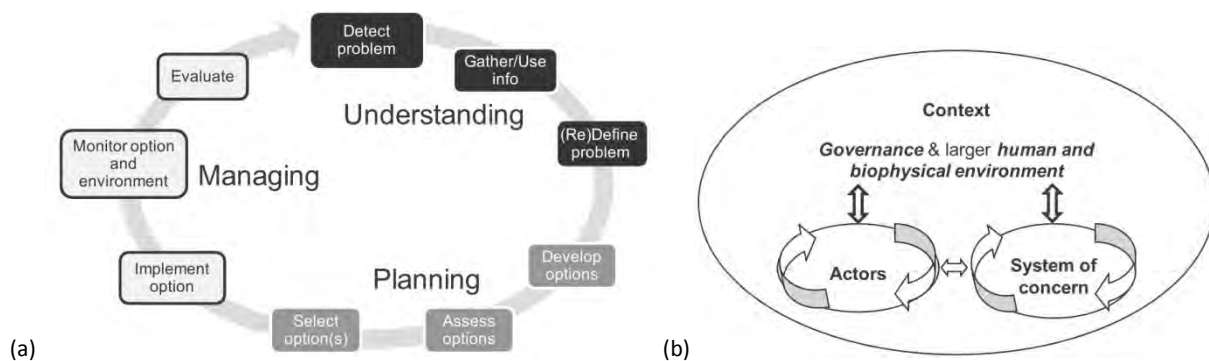 Detect
problem
Gather/Use
info
(Re)Define
problem
Understanding
Develop
options
Assess
options
Select
option(s)
Planning
Implement
option
Monitor option
and
environment
Evaluate
Managing
(a)
Context
Governance & larger human and
biophysical environment
Actors
System of
concern
(b)